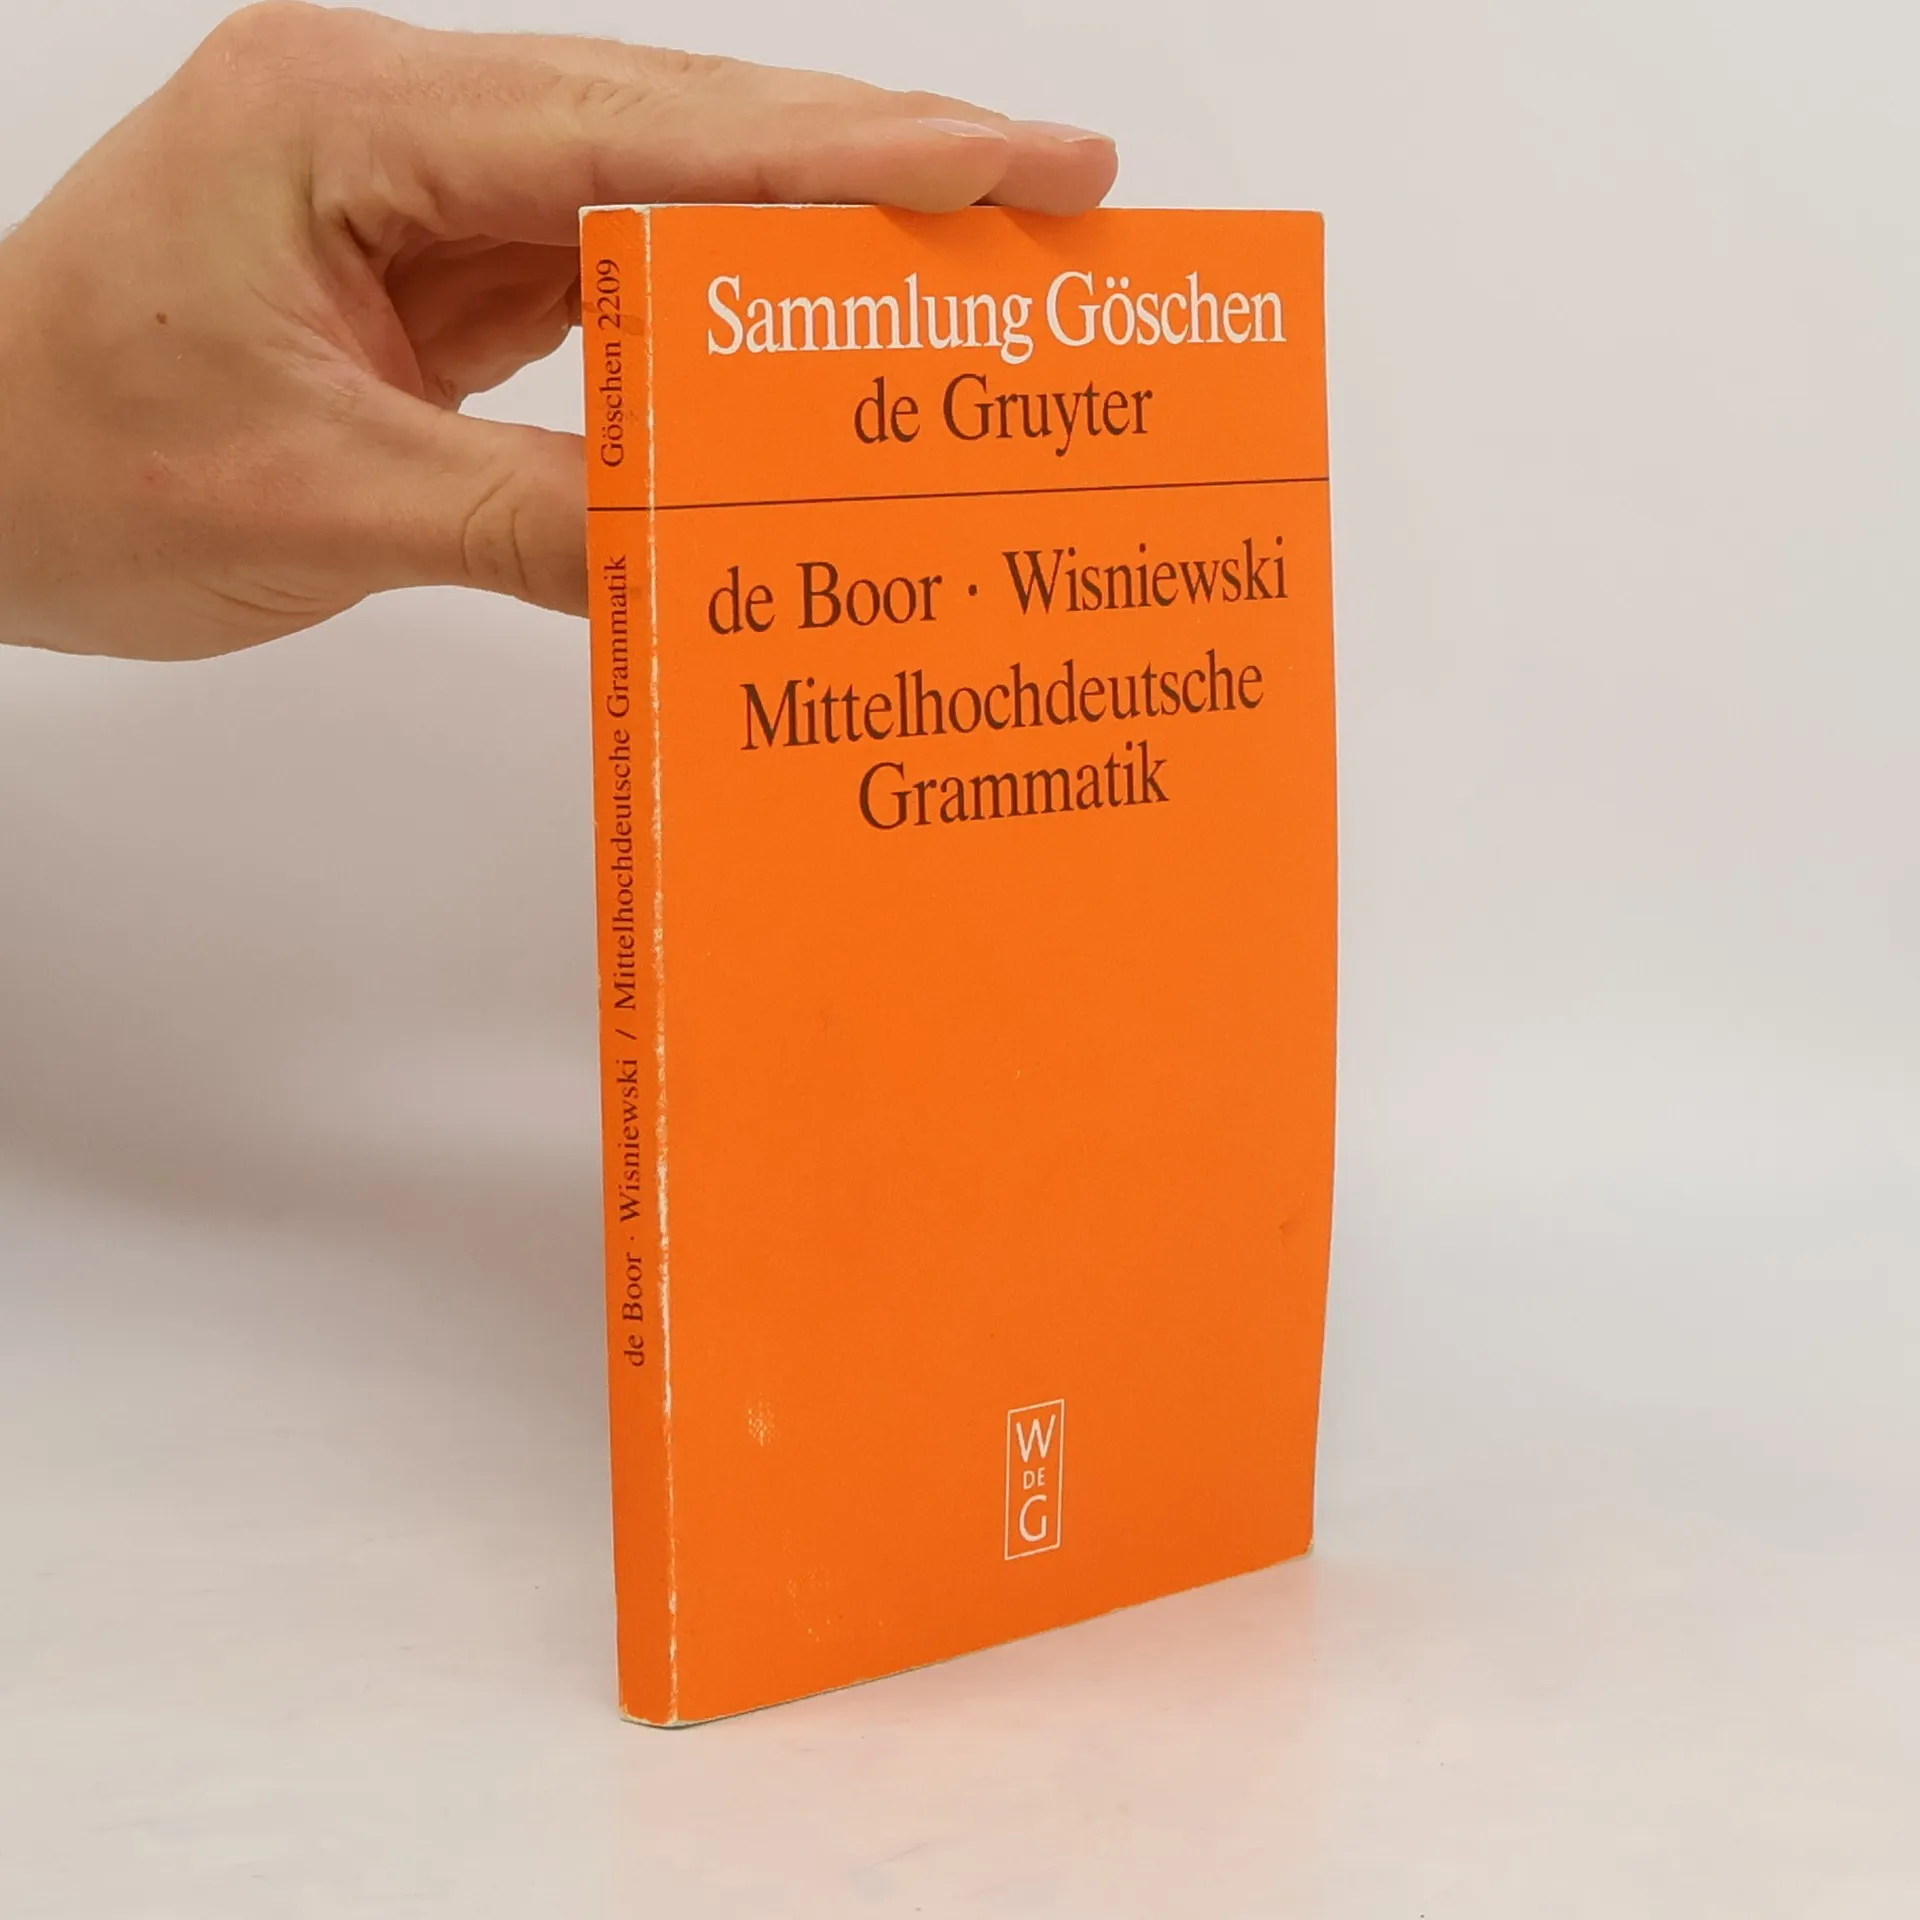 Göschen 2209
de Boor · Wisniewski / Mittelhochdeutsche Grammatik
Sammlung Göschen
de Gruyter
de Boor · Wisniewski
Mittelhochdeutsche
Grammatik
W
DE
G